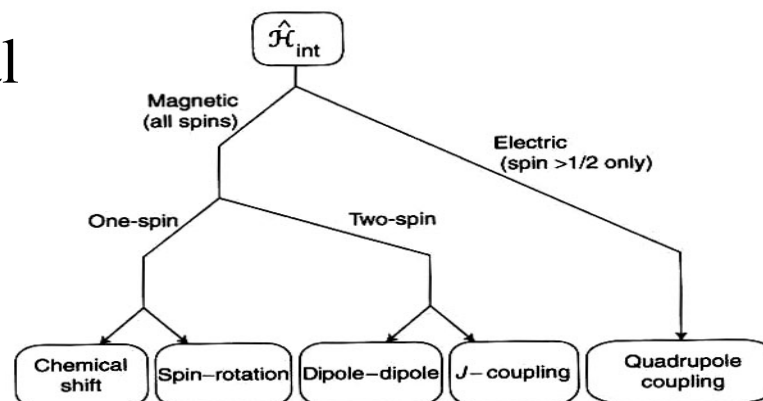 al
Ĥint
Magnetic
(all spins)
Electric
(spin >1/2 only)
One-spin
Two-spin
Chemical
shift
Spin–rotation
Dipole–dipole
J–coupling
Quadrupole
coupling